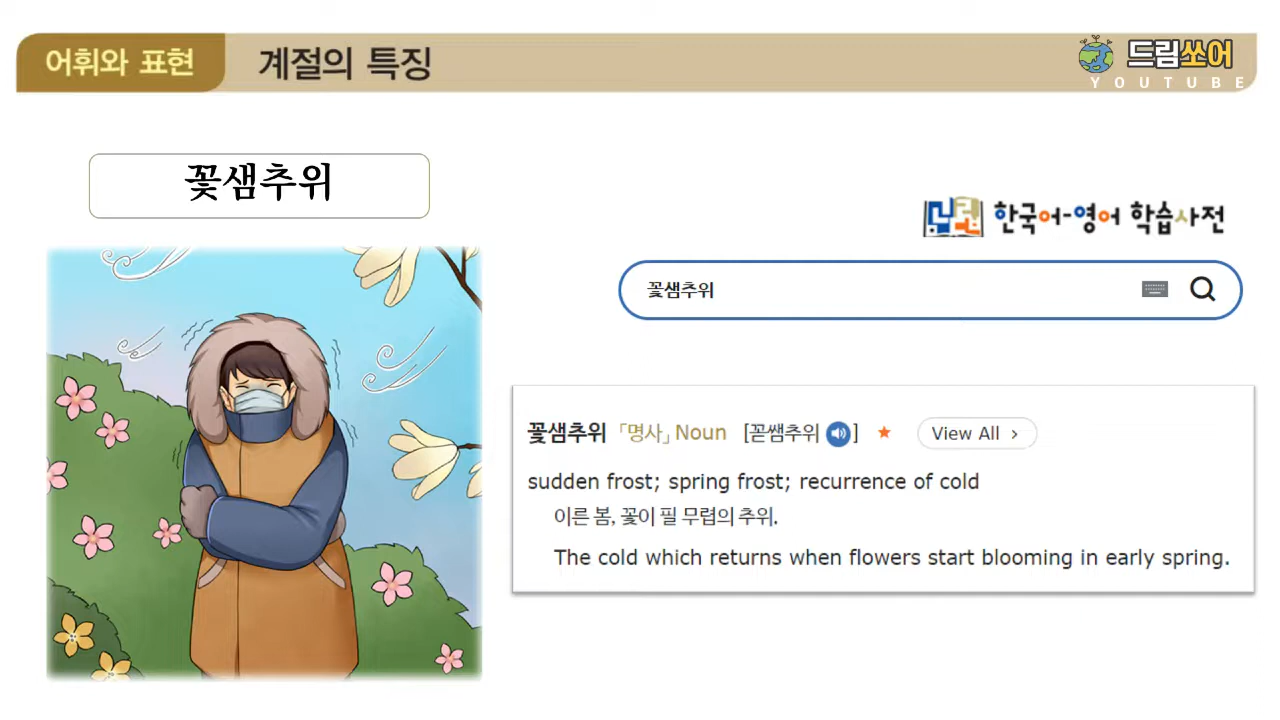 어휘와 표현 계절의 특징
드림쏘어
YOUTUBE
꽃샘추위
한국어-영어 학습사전
꽃샘추위
꽃샘추위 「명사」 Noun [꼳쌤추위] ★ View All >
sudden frost; spring frost; recurrence of cold
이른 봄, 꽃이 필 무렵의 추위.
The cold which returns when flowers start blooming in early spring.